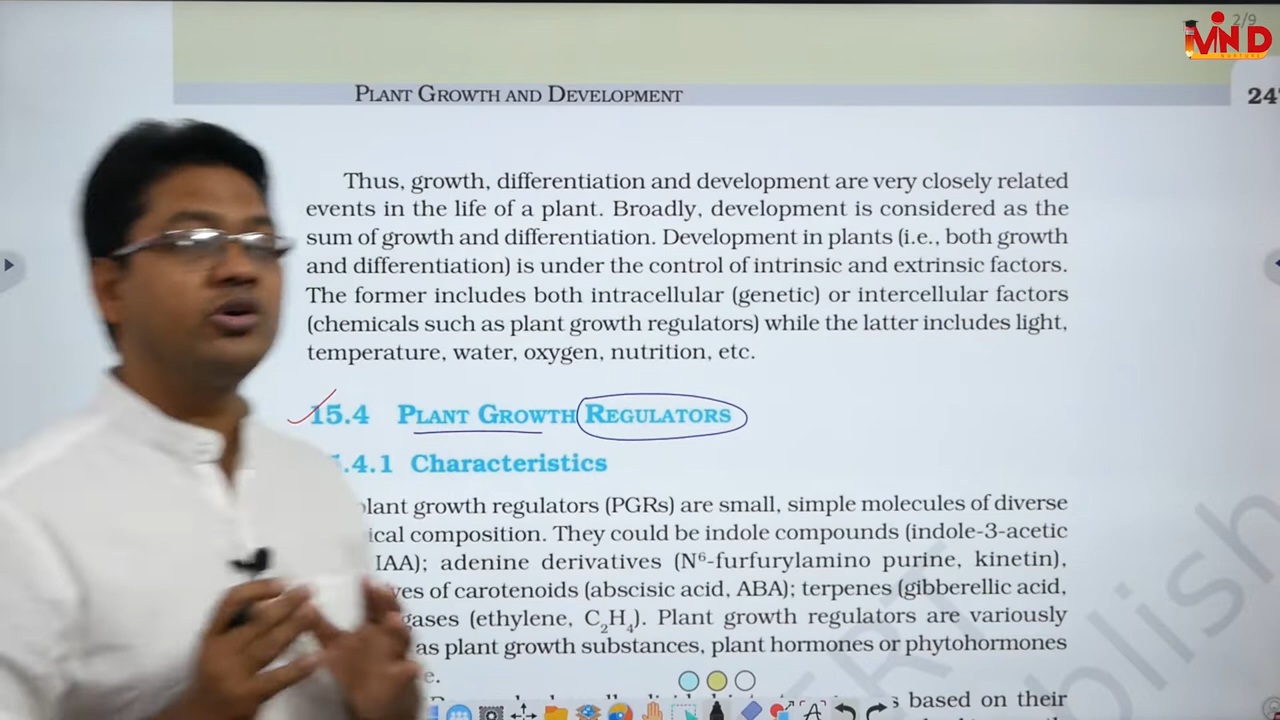 2/9
MIND
PLANT GROWTH AND DEVELOPMENT
24
Thus, growth, differentiation and development are very closely related
events in the life of a plant. Broadly, development is considered as the
sum of growth and differentiation. Development in plants (i.e., both growth
and differentiation) is under the control of intrinsic and extrinsic factors.
The former includes both intracellular (genetic) or intercellular factors
(chemicals such as plant growth regulators) while the latter includes light,
temperature, water, oxygen, nutrition, etc.
15.4 PLANT GROWTH REGULATORS
.4.1 Characteristics
plant growth regulators (PGRs) are small, simple molecules of diverse
ical composition. They could be indole compounds (indole-3-acetic
IAA); adenine derivatives (N⁶-furfurylamino purine, kinetin),
ves of carotenoids (abscisic acid, ABA); terpenes (gibberellic acid,
gases (ethylene, C₂H₄). Plant growth regulators are variously
as plant growth substances, plant hormones or phytohormones
e.
based on their